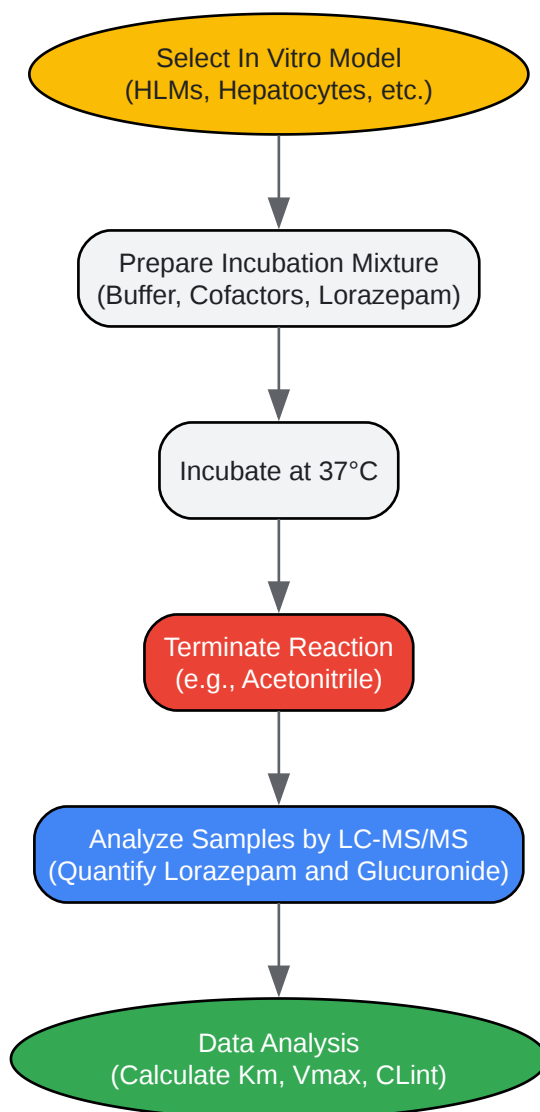 Select In Vitro Model
(HLMs, Hepatocytes, etc.)
Prepare Incubation Mixture
(Buffer, Cofactors, Lorazepam)
Incubate at 37°C
Terminate Reaction
(e.g., Acetonitrile)
Analyze Samples by LC-MS/MS
(Quantify Lorazepam and Glucuronide)
Data Analysis
(Calculate Km, Vmax, CLint)